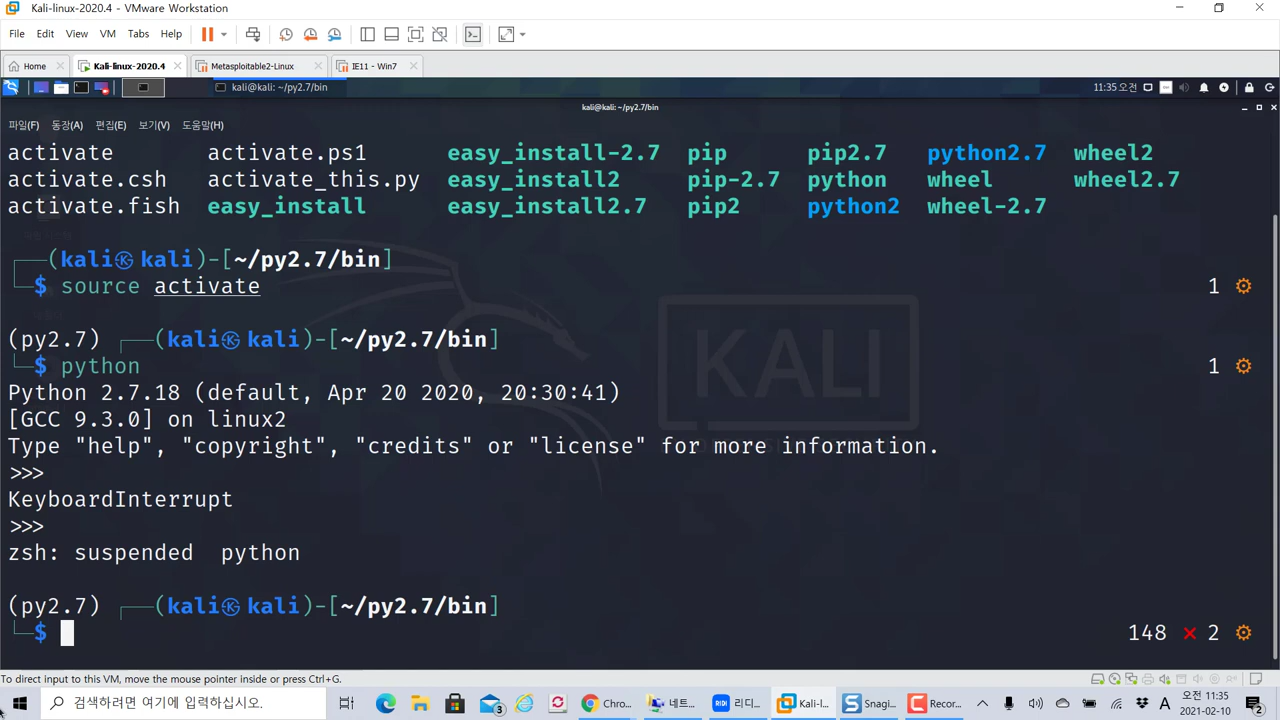 Kali-linux-2020.4 - VMware Workstation
File Edit View VM Tabs Help
Home Kali-linux-2020.4 Metasploitable2-Linux IE11 - Win7
kali@kali: ~/py2.7/bin 11:35 오전
kali@kali: ~/py2.7/bin
파일(F) 동장(A) 편집(E) 보기(V) 도움말(H)
activate activate.ps1 easy_install-2.7 pip pip2.7 python2.7 wheel2
activate.csh activate_this.py easy_install2 pip-2.7 python wheel wheel2.7
activate.fish easy_install easy_install2.7 pip2 python2 wheel-2.7
┌──(kali㉿kali)-[~/py2.7/bin]
└─$ source activate 1 ⚙
(py2.7) ┌──(kali㉿kali)-[~/py2.7/bin]
└─$ python 1 ⚙
Python 2.7.18 (default, Apr 20 2020, 20:30:41)
[GCC 9.3.0] on linux2
Type "help", "copyright", "credits" or "license" for more information.
>>>
KeyboardInterrupt
>>>
zsh: suspended  python
(py2.7) ┌──(kali㉿kali)-[~/py2.7/bin]
└─$ 148 ⨯ 2 ⚙
KALI
To direct input to this VM, move the mouse pointer inside or press Ctrl+G.
검색하려면 여기에 입력하십시오. 3 Chro... 네트... RIDI 리디... Kali-l... Snagi... Recor... A 오전 11:35
2021-02-10 2